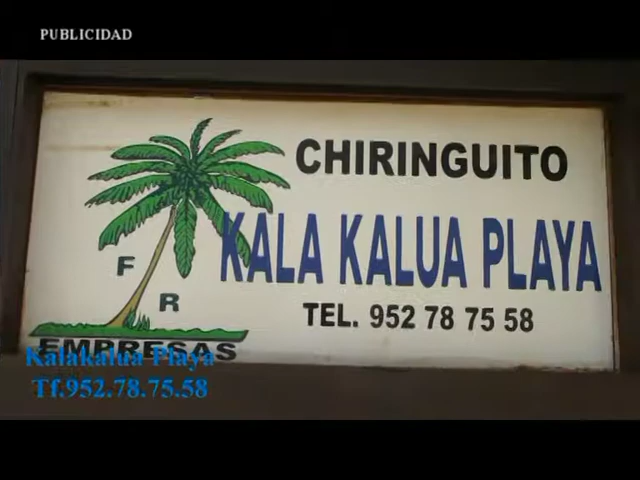 PUBLICIDAD
CHIRINGUITO
KALA KALUA PLAYA
F
R
TEL. 952 78 75 58
EMPRESAS
Kalakalua Playa
Tf.952.78.75.58